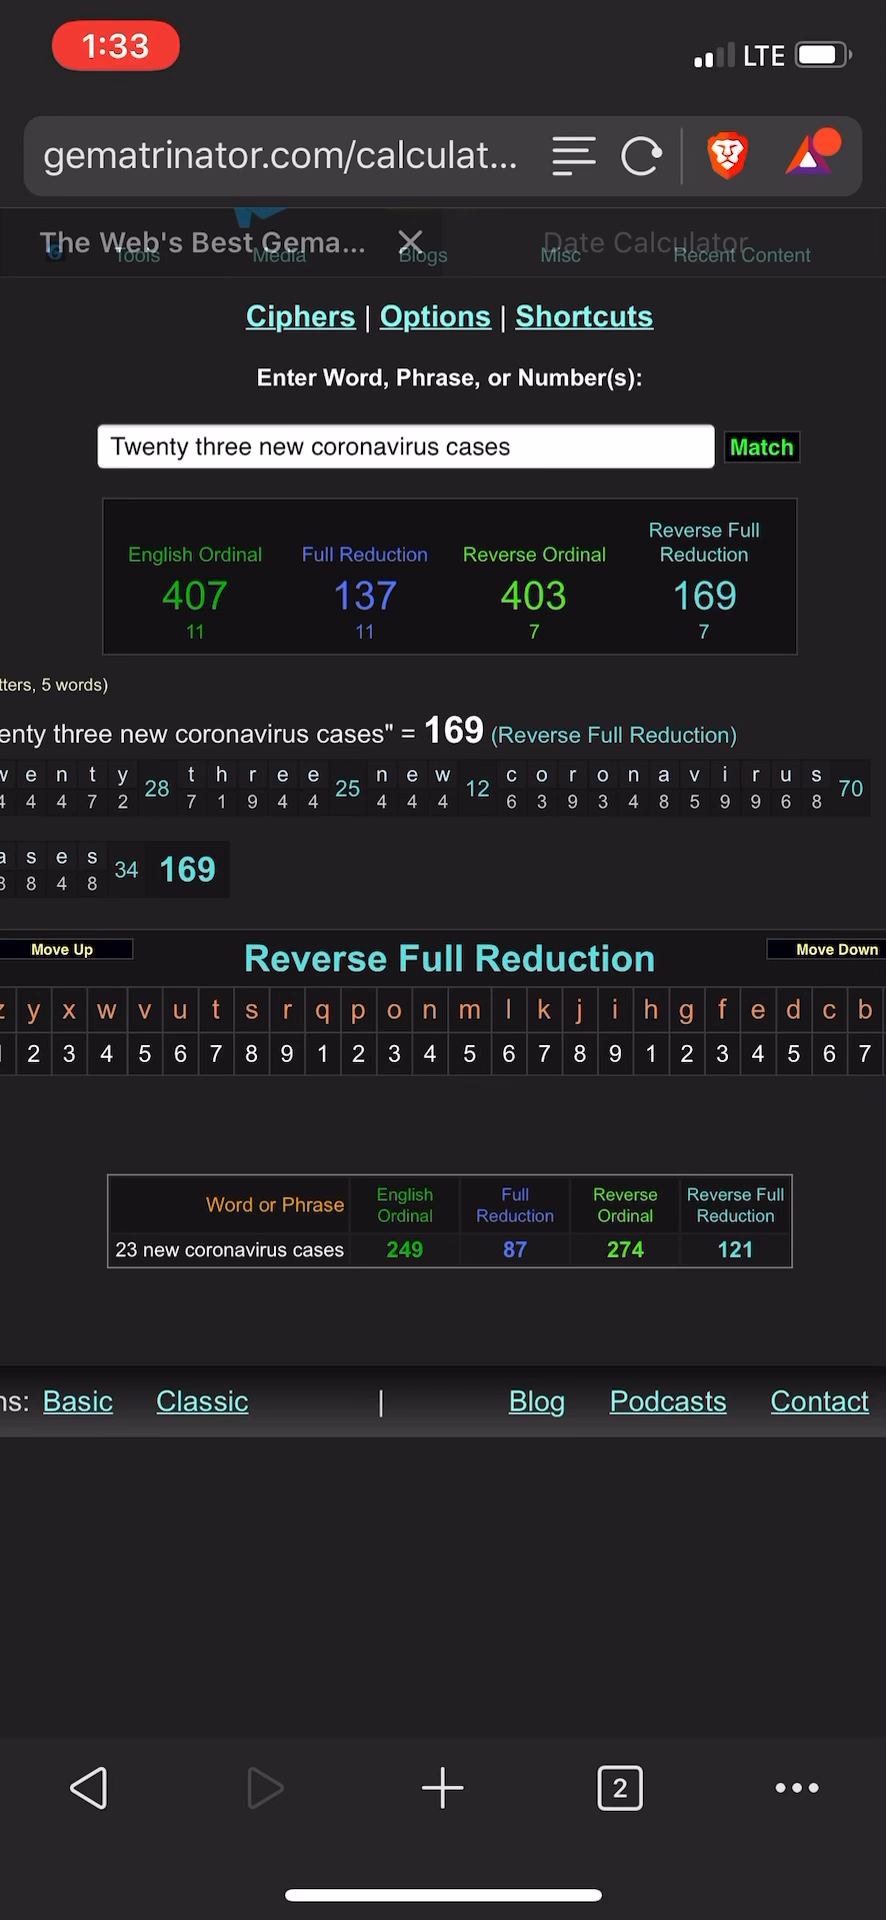 1:33
LTE
gematrinator.com/calculat...
The Web's Best Gema...
Date Calculator
Tools Media Blogs Misc Recent Content
Ciphers | Options | Shortcuts
Enter Word, Phrase, or Number(s):
Twenty three new coronavirus cases
Match
English Ordinal Full Reduction Reverse Ordinal Reverse Full Reduction
407 137 403 169
11 11 7 7
tters, 5 words)
enty three new coronavirus cases" = 169 (Reverse Full Reduction)
w e n t y 28 t h r e e 25 n e w 12 c o r o n a v i r u s 70
4 4 4 7 2 7 1 9 4 4 4 4 4 6 3 9 3 4 8 5 9 9 6 8
a s e s 34 169
8 8 4 8
Move Up
Reverse Full Reduction
Move Down
z y x w v u t s r q p o n m l k j i h g f e d c b
1 2 3 4 5 6 7 8 9 1 2 3 4 5 6 7 8 9 1 2 3 4 5 6 7
Word or Phrase English Ordinal Full Reduction Reverse Ordinal Reverse Full Reduction
23 new coronavirus cases 249 87 274 121
ns: Basic Classic | Blog Podcasts Contact
2